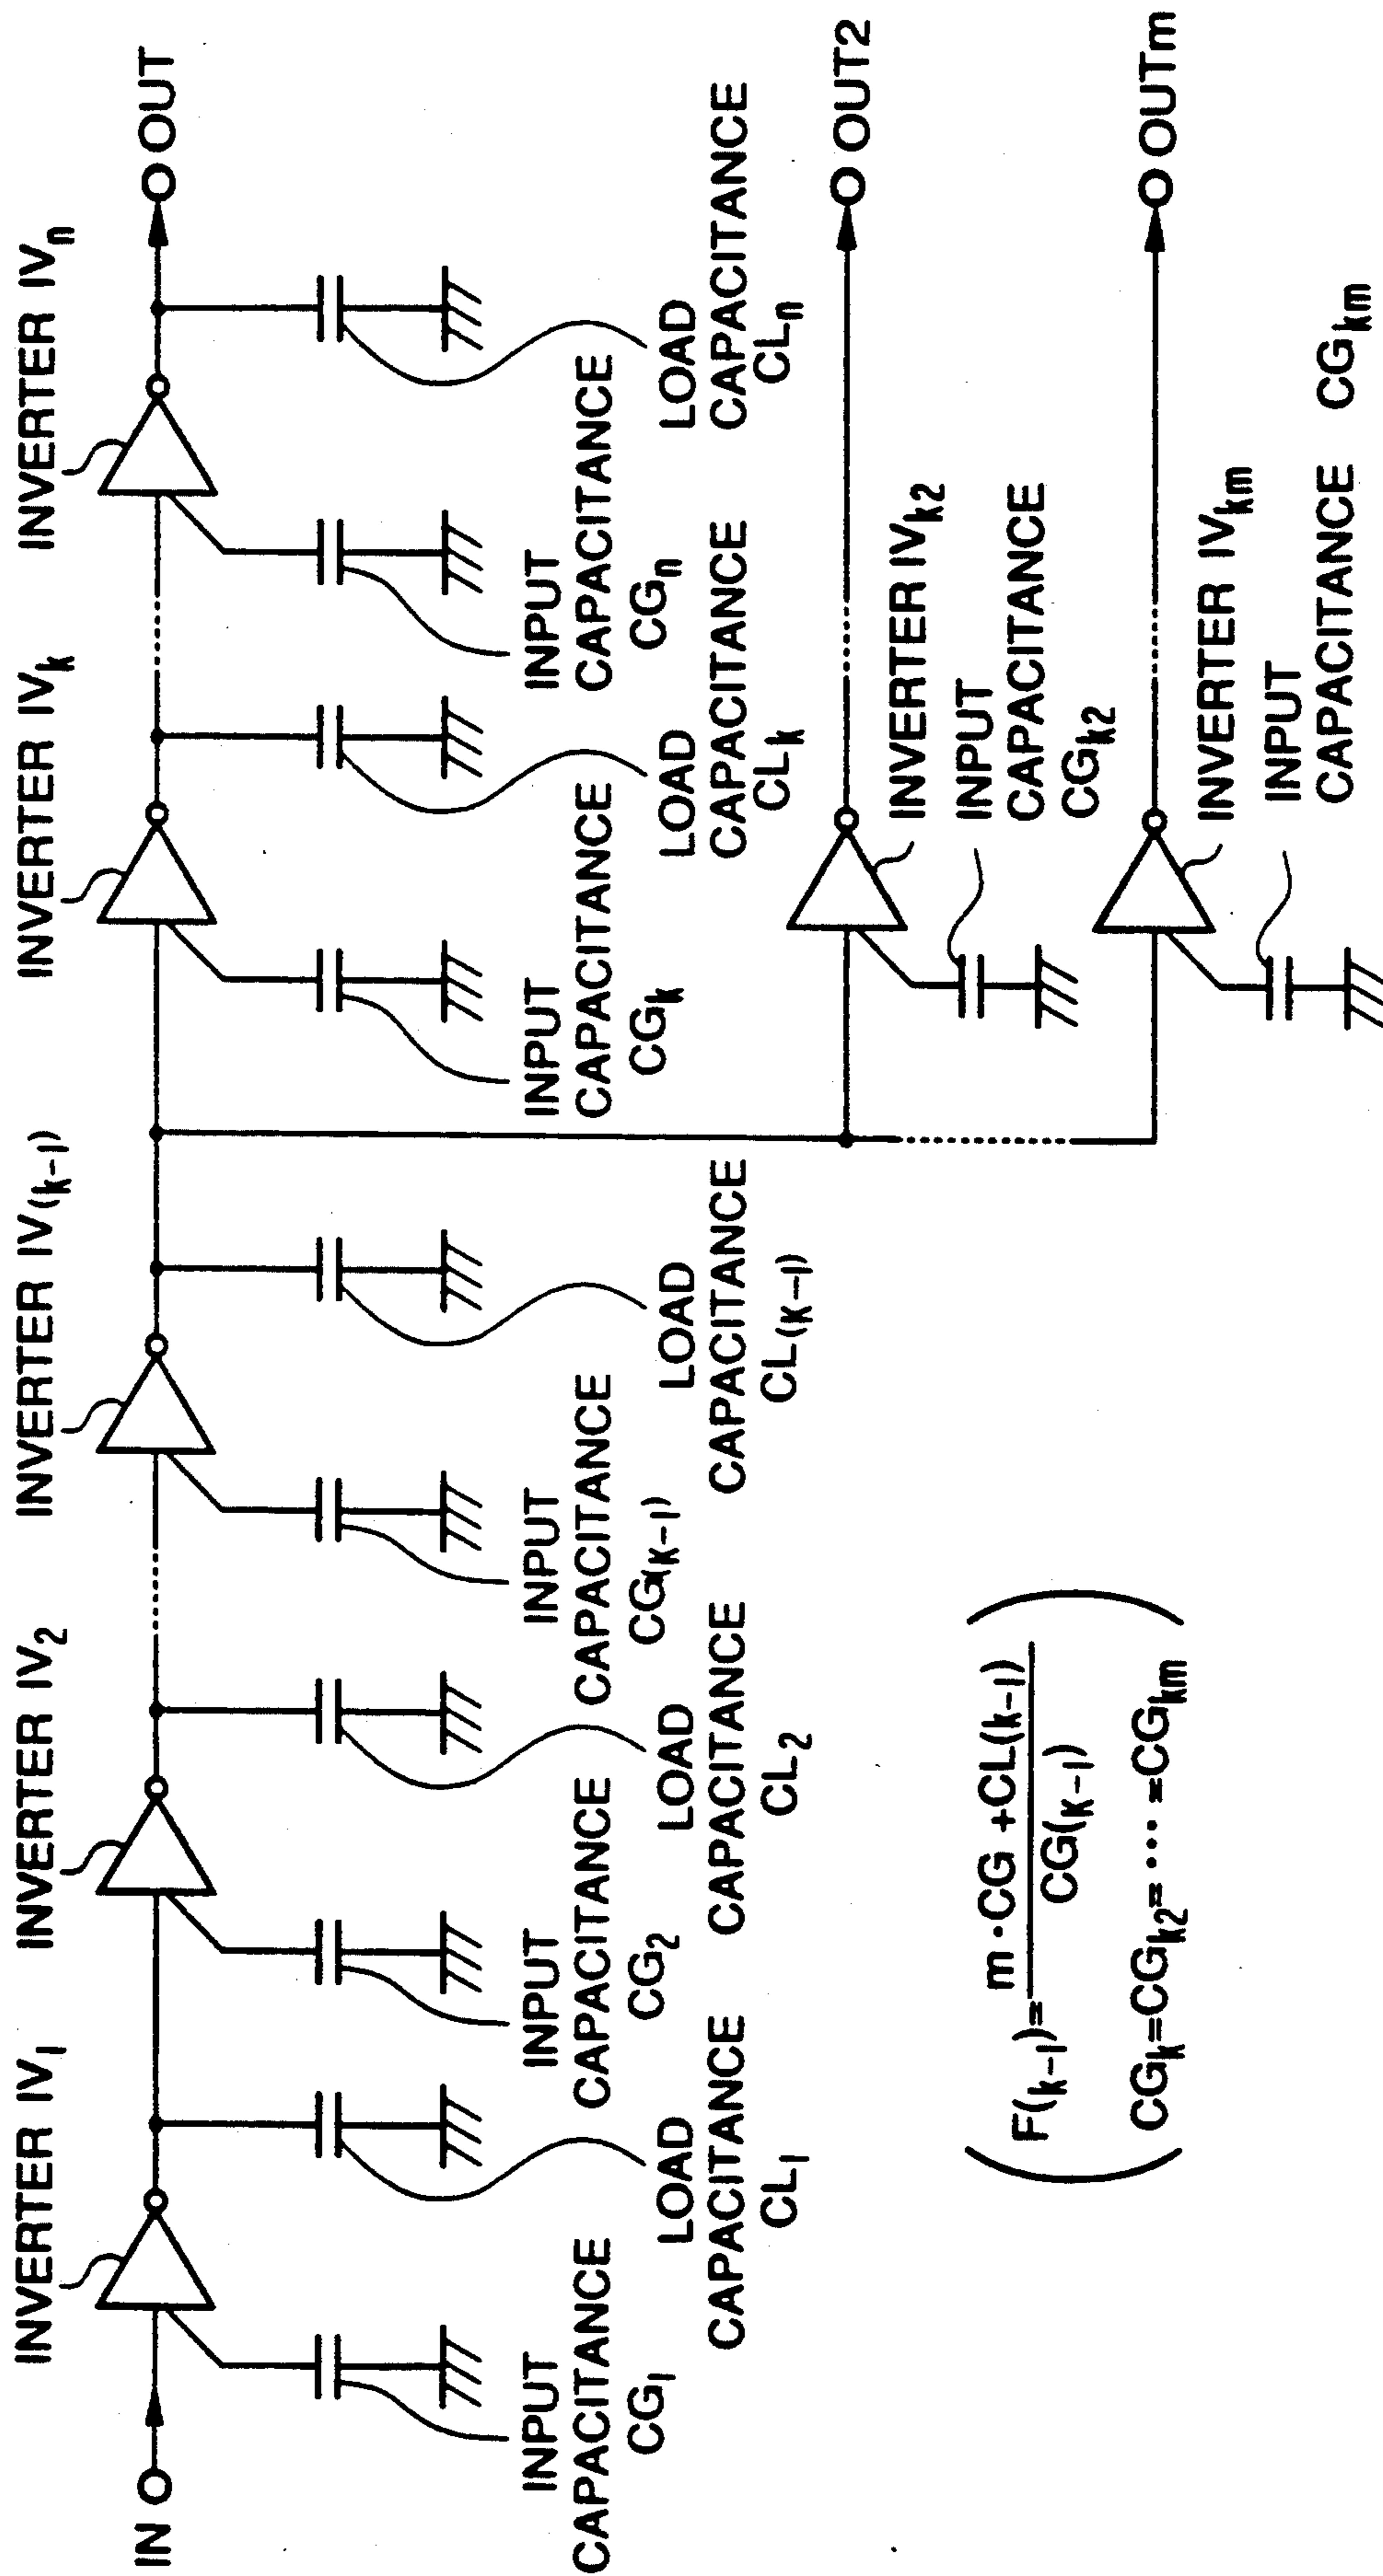 IN
INVERTER IV1
INPUT
CAPACITANCE
CG1
LOAD
CAPACITANCE
CL1
INVERTER IV2
INPUT
CAPACITANCE
CG2
LOAD
CAPACITANCE
CL2
INVERTER IV(k-1)
INPUT
CAPACITANCE
CG(K-1)
LOAD
CAPACITANCE
CL(K-1)
INVERTER IVk
INPUT
CAPACITANCE
CGk
LOAD
CAPACITANCE
CLk
INVERTER IVn
INPUT
CAPACITANCE
CGn
LOAD
CAPACITANCE
CLn
OUT
INVERTER IVk2
INPUT
CAPACITANCE
CGk2
OUT2
INVERTER IVkm
INPUT
CAPACITANCE CGkm
OUTm
F(k-1)= m·CG +CL(k-1)
CG(K-1)
CGk=CGk2= ··· =CGkm